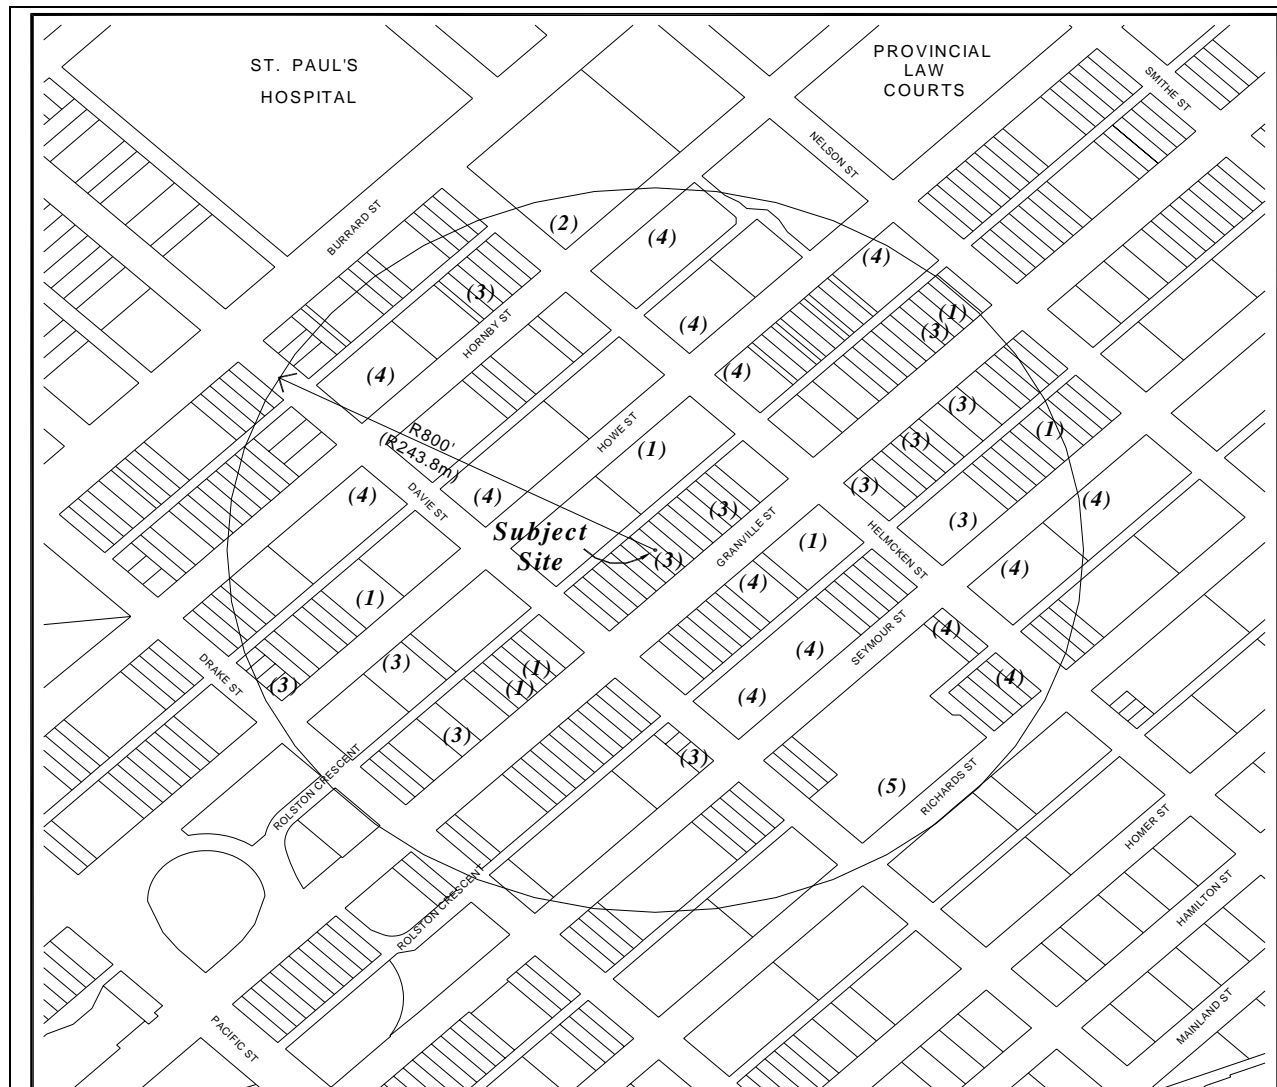 ST. PAUL'S
HOSPITAL
PROVINCIAL
LAW
COURTS
SMITHE ST
NELSON ST
BURRARD ST
(2)
(4)
(4)
(3)
(1)
(3)
(4)
HORNBY ST
(4)
(4)
(3)
(3)
(1)
HOWE ST
R800'
(R243.8m)
(1)
(4)
DAVIE ST
(4)
(3)
(3)
(4)
Subject
Site
(3)
GRANVILLE ST
(1)
HELMCKEN ST
(3)
(4)
(4)
(1)
SEYMOUR ST
(4)
(4)
DRAKE ST
(3)
(3)
(1)
(1)
(4)
(4)
(3)
(3)
(5)
RICHARDS ST
ROLSTON CRESCENT
HOMER ST
ROLSTON CRESCENT
HAMILTON ST
PACIFIC ST
MAINLAND ST